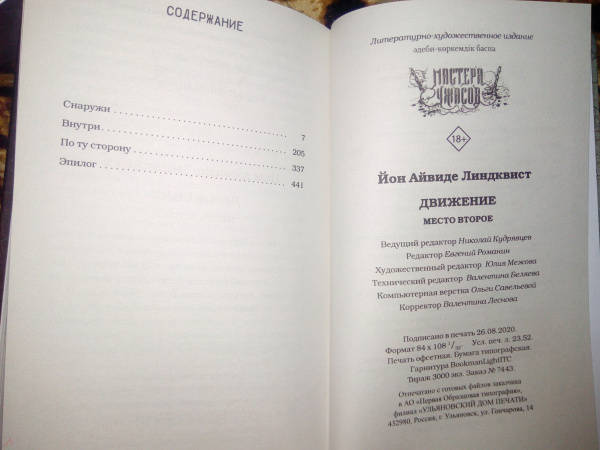 СОДЕРЖАНИЕ
Снаружи 7
Внутри 205
По ту сторону 337
Эпилог 441
Литературно-художественное издание
әдеби-көркемдік баспа
МАСТЕРА
УЖАСОВ
18+
Йон Айвиде Линдквист
ДВИЖЕНИЕ
МЕСТО ВТОРОЕ
Ведущий редактор Николай Кудрявцев
Редактор Евгений Романин
Художественный редактор Юлия Межова
Технический редактор Валентина Беляева
Компьютерная верстка Ольги Савельевой
Корректор Валентина Леснова
Подписано в печать 26.08.2020.
Формат 84 x 108 1/32. Усл. печ. л. 23,52.
Печать офсетная. Бумага типографская.
Гарнитура BookmanLightITC
Тираж 3000 экз. Заказ № 7443.
Отпечатано с готовых файлов заказчика
в АО «Первая Образцовая типография»,
филиал «УЛЬЯНОВСКИЙ ДОМ ПЕЧАТИ»
432980, Россия, г. Ульяновск, ул. Гончарова, 14